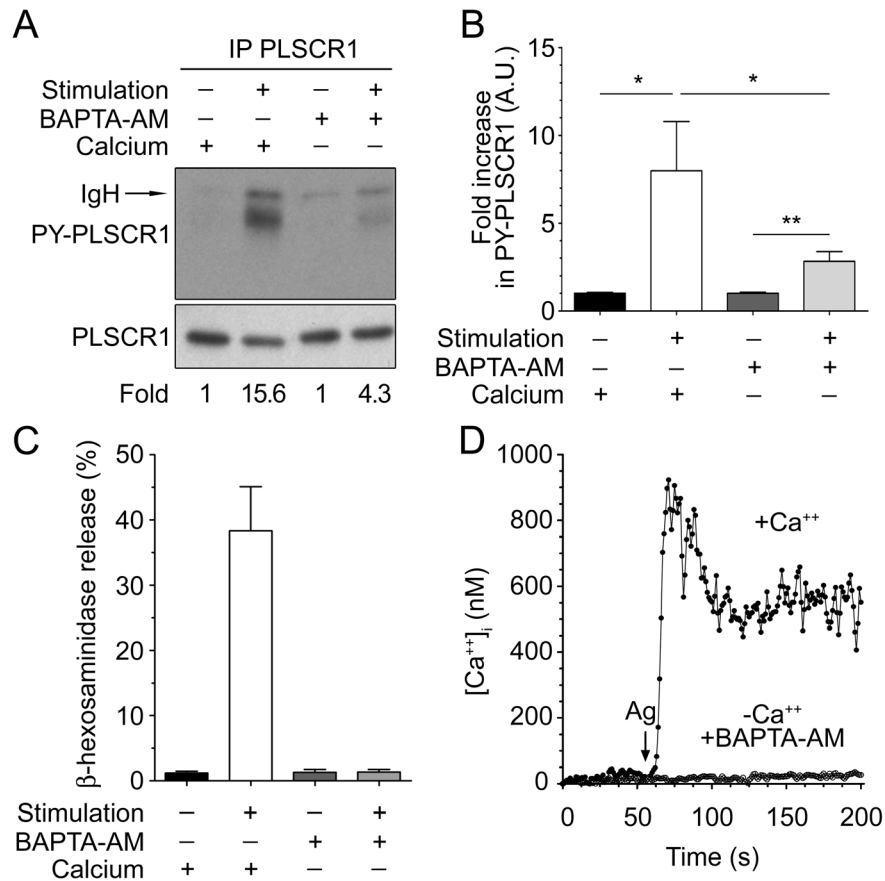 A
IP PLSCR1
Stimulation – + – +
BAPTA-AM – – + +
Calcium + + – –
IgH
PY-PLSCR1
PLSCR1
Fold 1 15.6 1 4.3
B
Fold increase
in PY-PLSCR1 (A.U.)
15
10
5
0
*
*
**
Stimulation – + – +
BAPTA-AM – – + +
Calcium + + – –
C
β-hexosaminidase release (%)
50
40
30
20
10
0
Stimulation – + – +
BAPTA-AM – – + +
Calcium + + – –
D
[Ca⁺⁺]ᵢ (nM)
1000
800
600
400
200
0
+Ca⁺⁺
Ag
-Ca⁺⁺
+BAPTA-AM
0 50 100 150 200
Time (s)